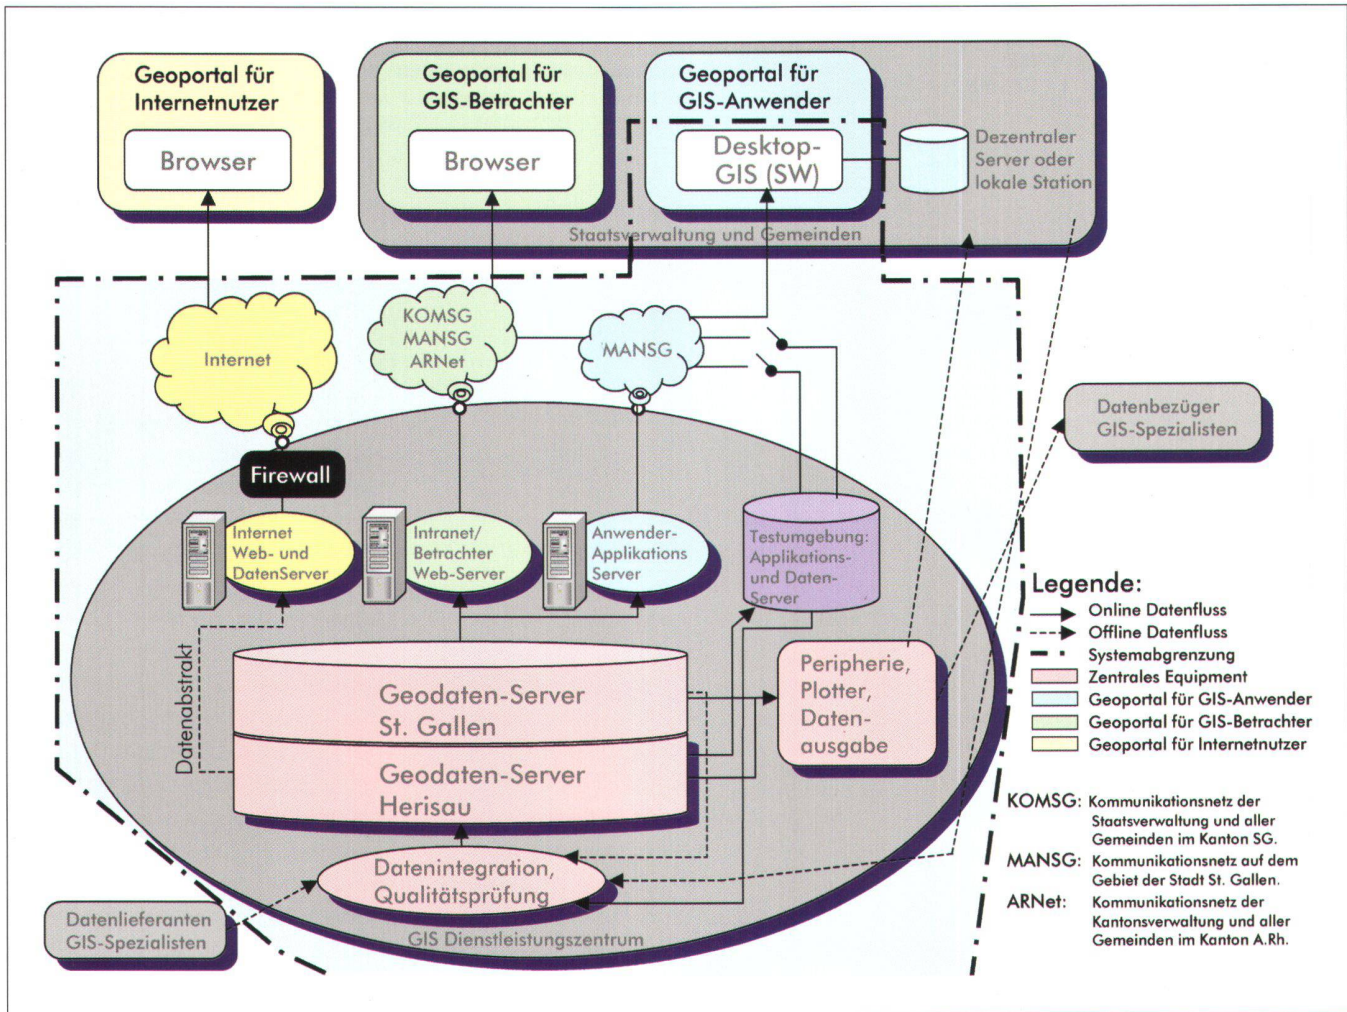 Geoportal für
Internetnutzer
Browser
Geoportal für
GIS-Betrachter
Browser
Geoportal für
GIS-Anwender
Desktop-
GIS (SW)
Dezentraler
Server oder
lokale Station
Staatsverwaltung und Gemeinden
Internet
KOMSG
MANSG
ARNet
MANSG
Datenbezüger
GIS-Spezialisten
Firewall
Internet
Web- und
DatenServer
Intranet/
Betrachter
Web-Server
Anwender-
Applikations
Server
Testumgebung:
Applikations-
und Daten-
Server
Datenabstrakt
Geodaten-Server
St. Gallen
Geodaten-Server
Herisau
Peripherie,
Plotter,
Daten-
ausgabe
Datenintegration,
Qualitätsprüfung
Datenlieferanten
GIS-Spezialisten
GIS Dienstleistungszentrum
Legende:
Online Datenfluss
Offline Datenfluss
Systemabgrenzung
Zentrales Equipment
Geoportal für GIS-Anwender
Geoportal für GIS-Betrachter
Geoportal für Internetnutzer
KOMSG: Kommunikationsnetz der
Staatsverwaltung und aller
Gemeinden im Kanton SG.
MANSG: Kommunikationsnetz auf dem
Gebiet der Stadt St. Gallen.
ARNet: Kommunikationsnetz der
Kantonsverwaltung und aller
Gemeinden im Kanton A.Rh.